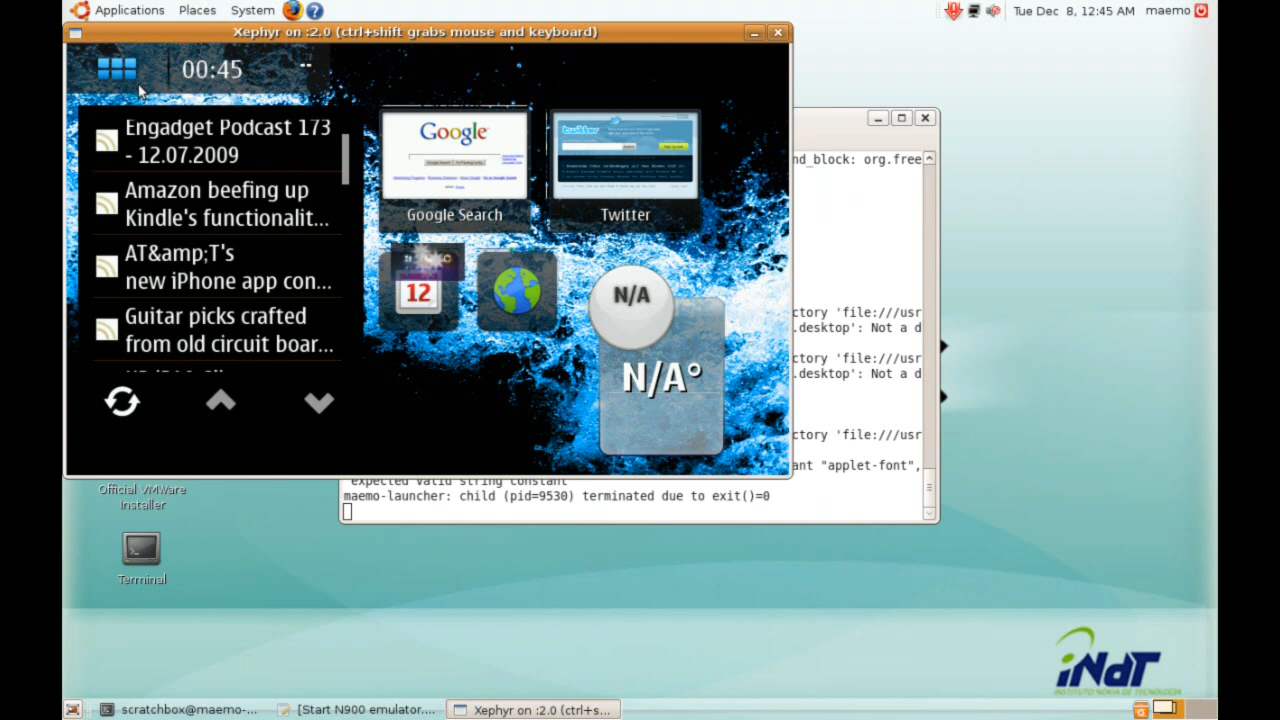 Applications Places System
Tue Dec 8, 12:45 AM maemo
Xephyr on :2.0 (ctrl+shift grabs mouse and keyboard)
00:45 --
Engadget Podcast 173
- 12.07.2009
Amazon beefing up
Kindle's functionalit...
AT&amp;T's
new iPhone app con...
Guitar picks crafted
from old circuit boar...
Google
Google Search
twitter
Twitter
12
N/A
N/A°
nd_block: org.free
ctory 'file:///usr
.desktop': Not a d
ctory 'file:///usr
.desktop': Not a d
ctory 'file:///usr
ant "applet-font",
expected valid string constant
maemo-launcher: child (pid=9530) terminated due to exit()=0
Official VMWare
Installer
Terminal
iNdT
INSTITUTO NOKIA DE TECNOLOGIA
scratchbox@maemo-... [Start N900 emulator.... Xephyr on :2.0 (ctrl+s...